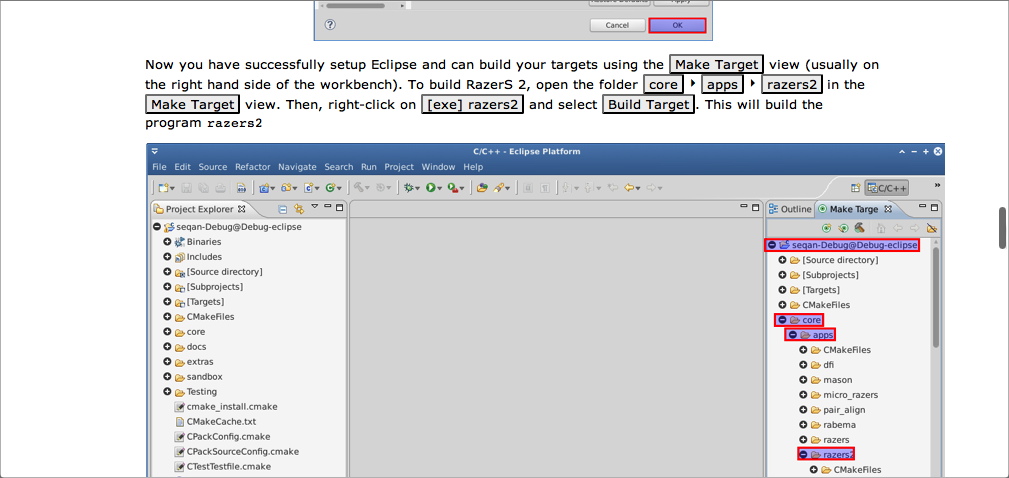 Cancel OK
Now you have successfully setup Eclipse and can build your targets using the Make Target view (usually on
the right hand side of the workbench). To build RazerS 2, open the folder core apps razers2 in the
Make Target view. Then, right-click on [exe] razers2 and select Build Target. This will build the
program razers2
C/C++ - Eclipse Platform
File Edit Source Refactor Navigate Search Run Project Window Help
C/C++ »
Project Explorer
seqan-Debug@Debug-eclipse
Binaries
Includes
[Source directory]
[Subprojects]
[Targets]
CMakeFiles
core
docs
extras
sandbox
Testing
cmake_install.cmake
CMakeCache.txt
CPackConfig.cmake
CPackSourceConfig.cmake
CTestTestfile.cmake
Outline Make Targe
seqan-Debug@Debug-eclipse
[Source directory]
[Subprojects]
[Targets]
CMakeFiles
core
apps
CMakeFiles
dfi
mason
micro_razers
pair_align
rabema
razers
razers2
CMakeFiles